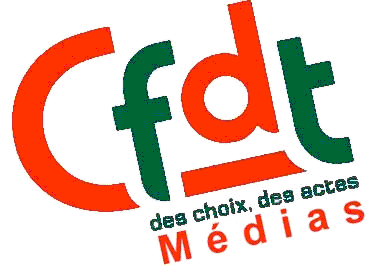 Cfdt
des choix, des actes
Médias